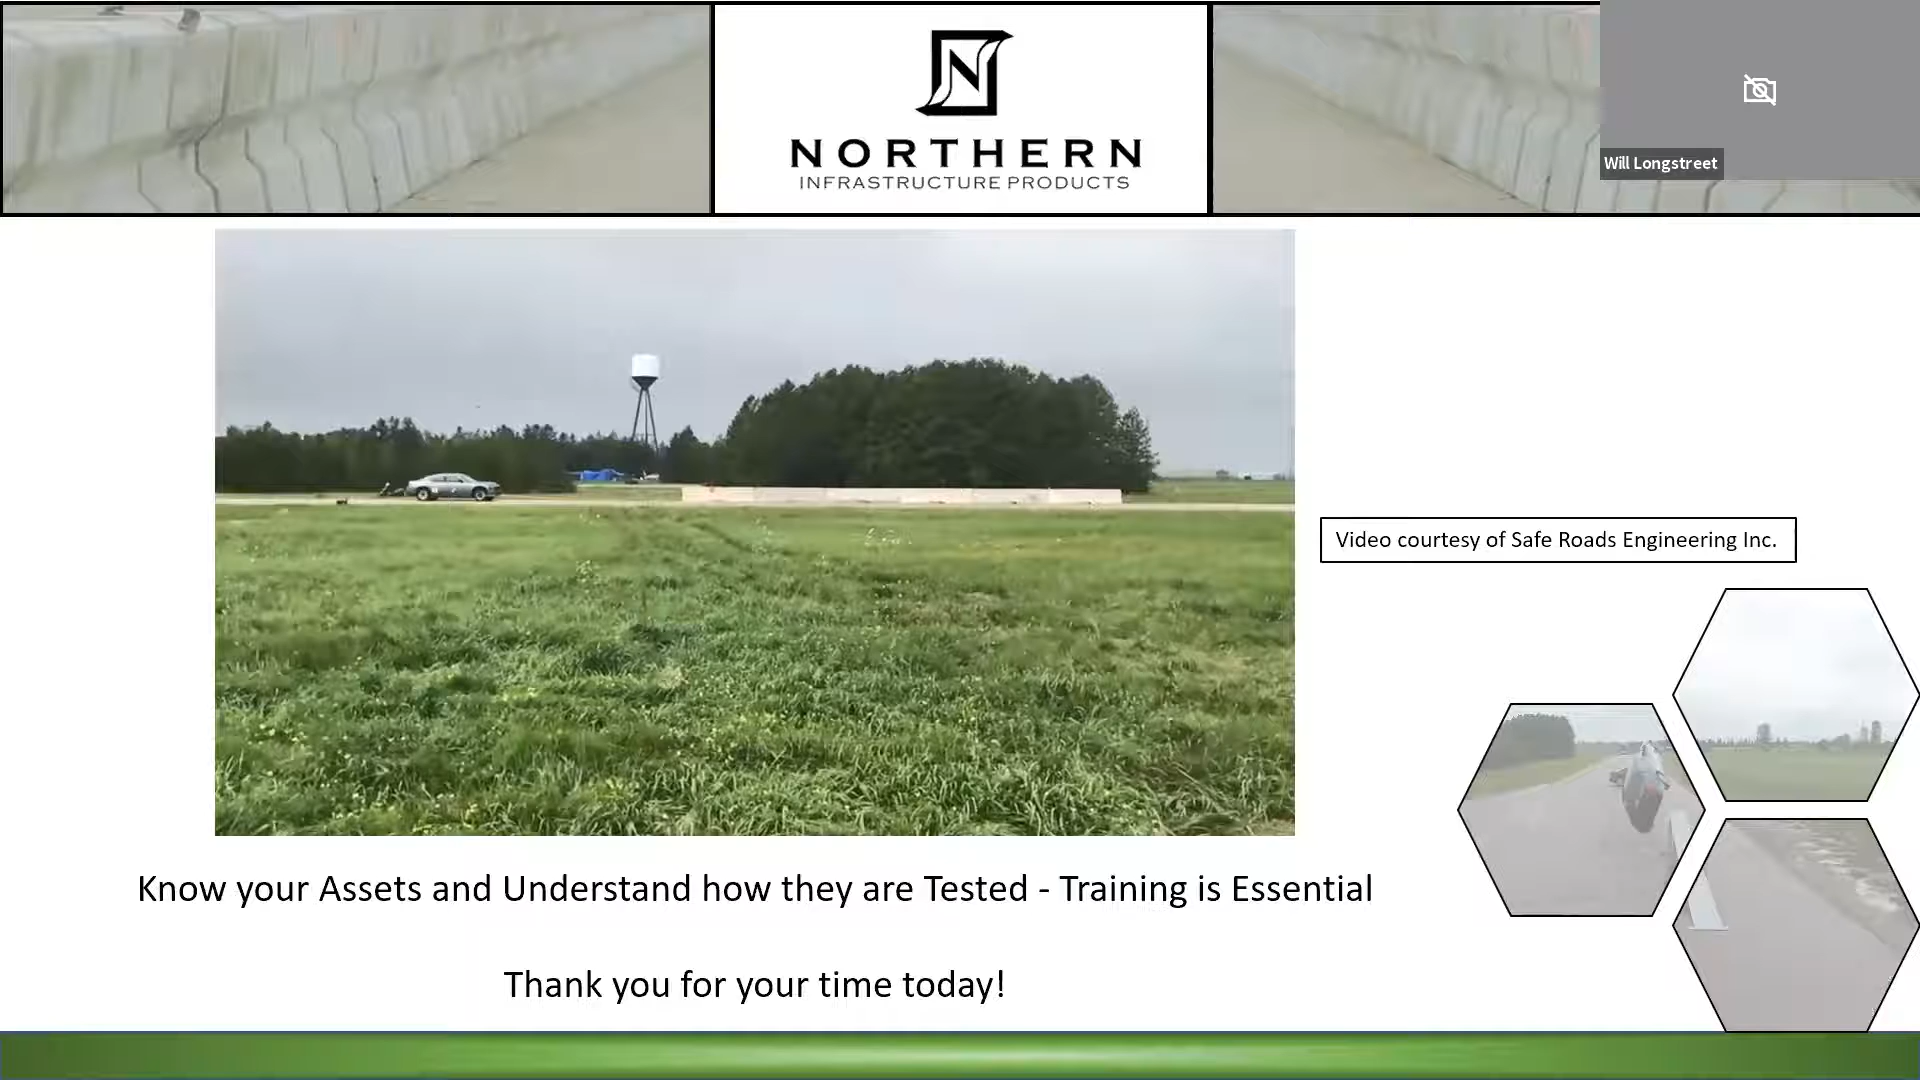 NORTHERN
INFRASTRUCTURE PRODUCTS
Will Longstreet
Video courtesy of Safe Roads Engineering Inc.
Know your Assets and Understand how they are Tested - Training is Essential
Thank you for your time today!